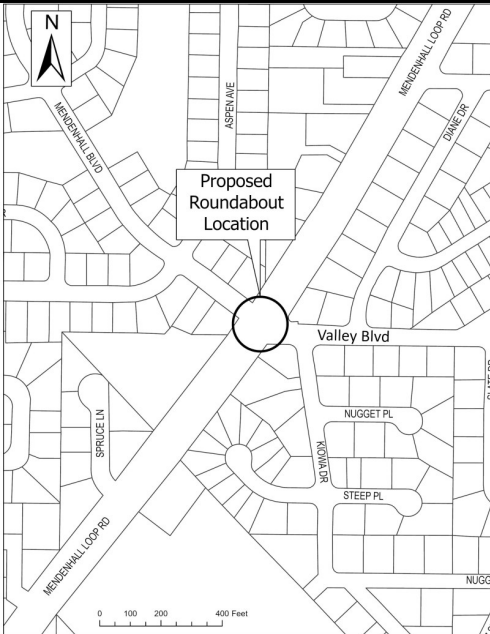 N
MENDENHALL LOOP RD
MENDENHALL BLVD
ASPEN AVE
DIANE DR
Proposed
Roundabout
Location
Valley Blvd
SPRUCE LN
NUGGET PL
KIOWA DR
STEEP PL
MENDENHALL LOOP RD
NUGG
0 100 200 400 Feet